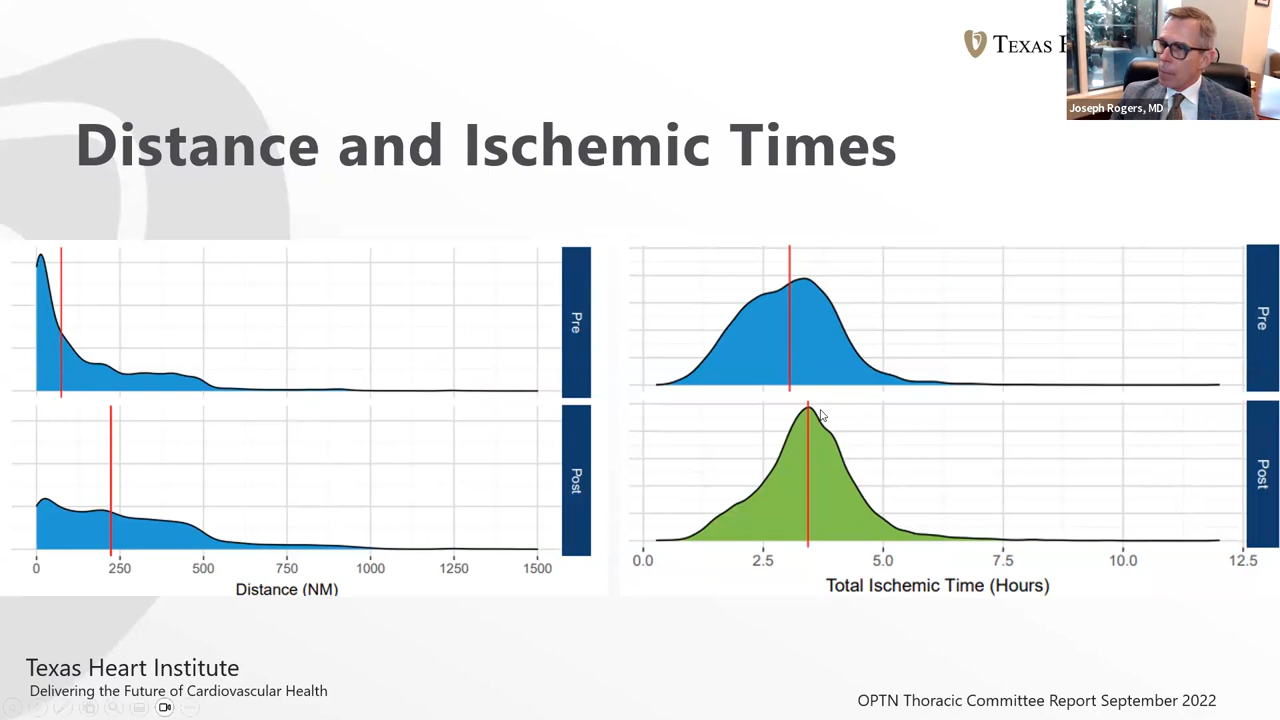 TEXAS
Joseph Rogers, MD
Distance and Ischemic Times
Pre
Post
0 250 500 750 1000 1250 1500
Distance (NM)
Pre
Post
0.0 2.5 5.0 7.5 10.0 12.5
Total Ischemic Time (Hours)
Texas Heart Institute
Delivering the Future of Cardiovascular Health
OPTN Thoracic Committee Report September 2022